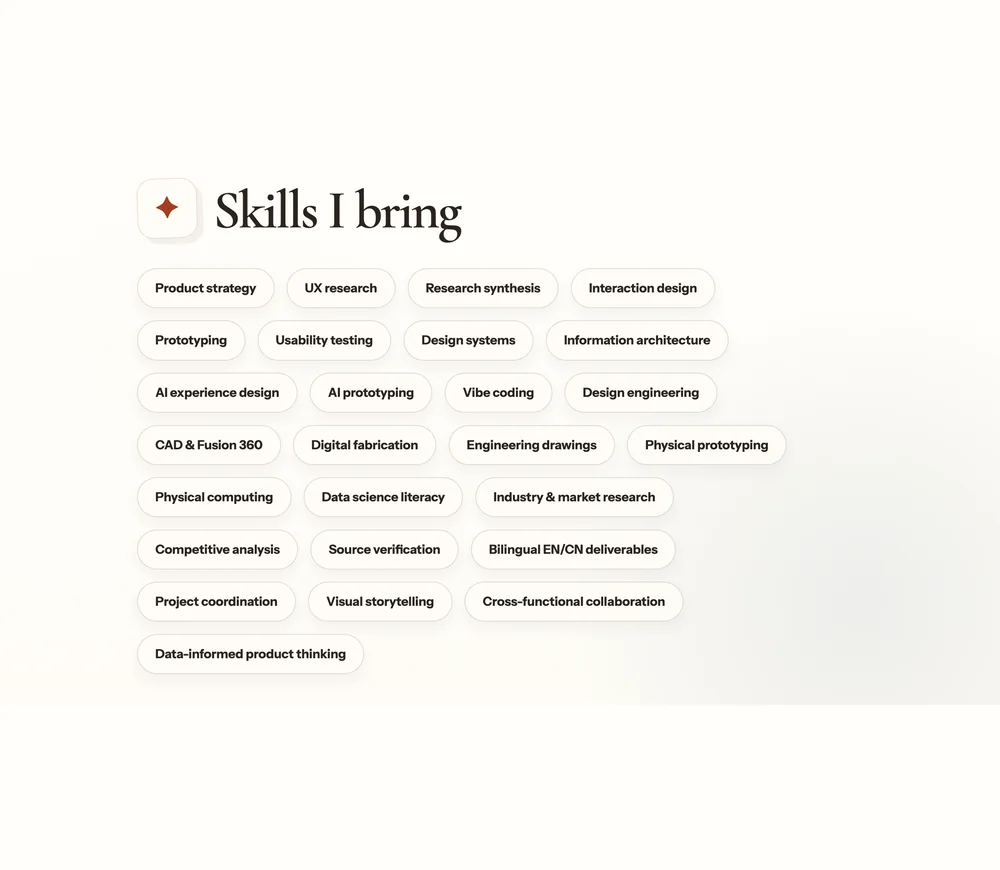 Skills I bring
Product strategy UX research Research synthesis Interaction design
Prototyping Usability testing Design systems Information architecture
AI experience design AI prototyping Vibe coding Design engineering
CAD & Fusion 360 Digital fabrication Engineering drawings Physical prototyping
Physical computing Data science literacy Industry & market research
Competitive analysis Source verification Bilingual EN/CN deliverables
Project coordination Visual storytelling Cross-functional collaboration
Data-informed product thinking